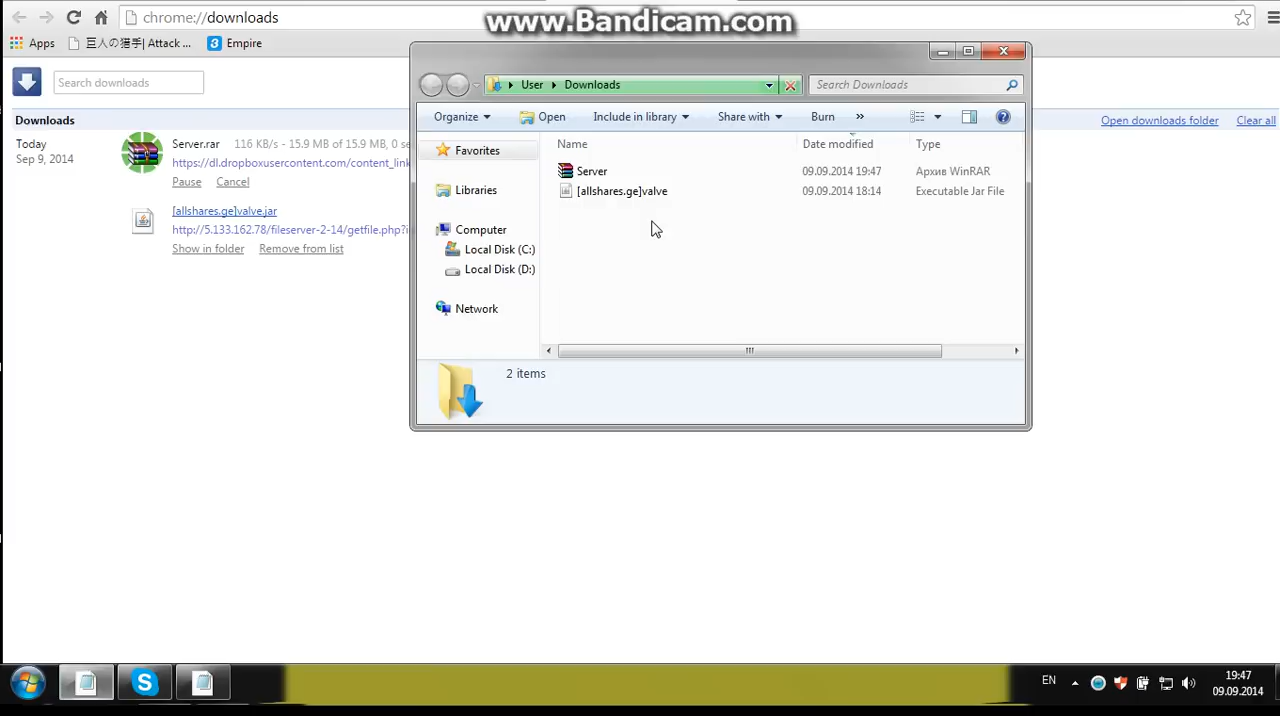 chrome://downloads
www.Bandicam.com
Apps 巨人の猎手| Attack ... Empire
Search downloads
User Downloads
Search Downloads
Organize Open Include in library Share with Burn »
Downloads
Open downloads folder Clear all
Today
Sep 9, 2014
Server.rar 116 KB/s - 15.9 MB of 15.9 MB, 0 se
https://dl.dropboxusercontent.com/content_link
Pause Cancel
[allshares.ge]valve.jar
http://5.133.162.78/fileserver-2-14/getfile.php?i
Show in folder Remove from list
Favorites
Libraries
Computer
Local Disk (C:)
Local Disk (D:)
Network
Name Date modified Type
Server 09.09.2014 19:47 Архив WinRAR
[allshares.ge]valve 09.09.2014 18:14 Executable Jar File
2 items
EN
19:47
09.09.2014